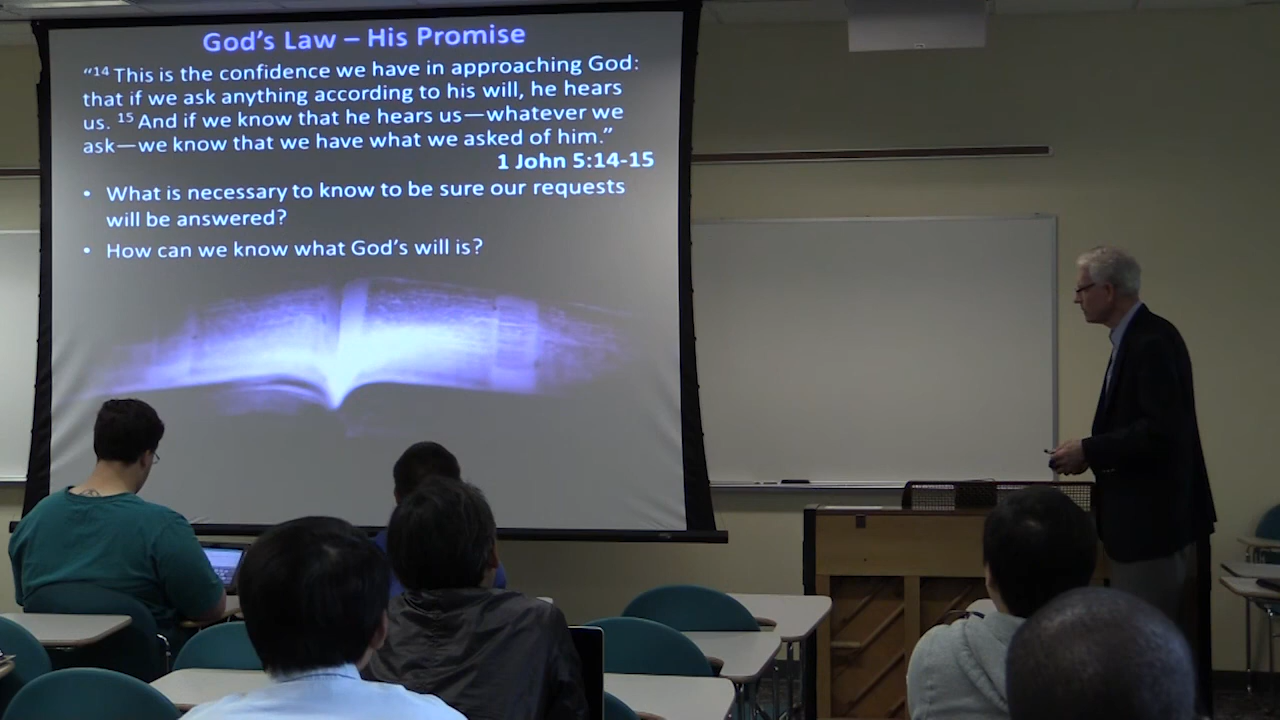 God's Law – His Promise
“14 This is the confidence we have in approaching God:
that if we ask anything according to his will, he hears
us. 15 And if we know that he hears us—whatever we
ask—we know that we have what we asked of him.”
1 John 5:14-15
• What is necessary to know to be sure our requests
will be answered?
• How can we know what God's will is?